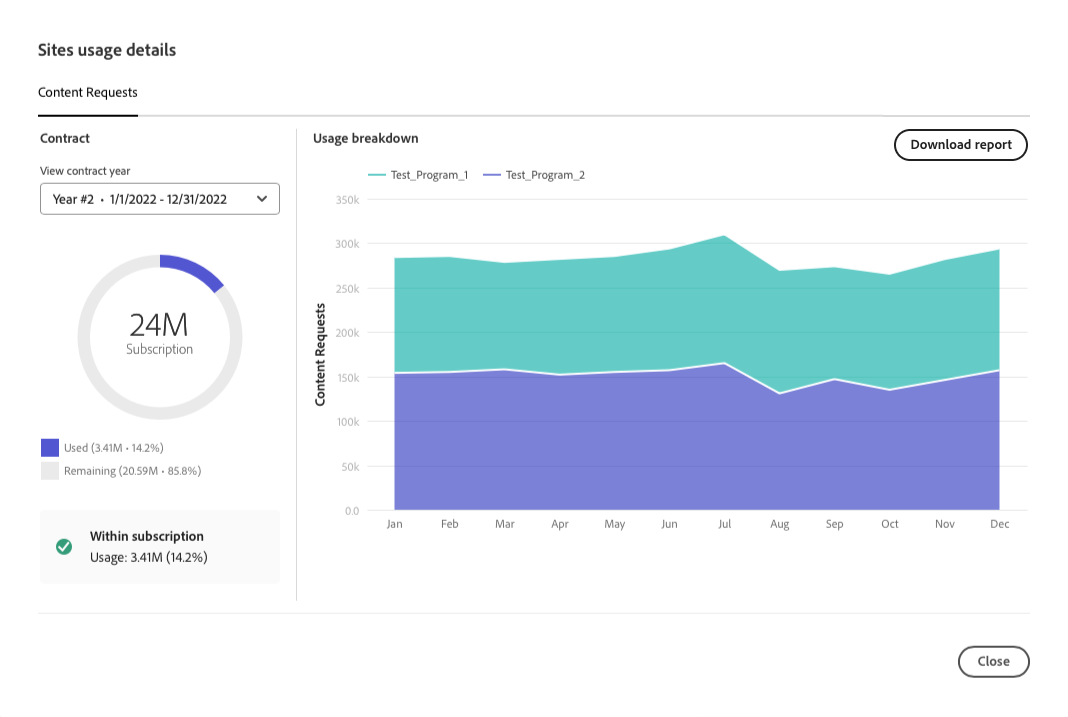 Sites usage details
Content Requests
Contract
View contract year
Year #2 • 1/1/2022 - 12/31/2022
24M
Subscription
Used (3.41M • 14.2%)
Remaining (20.59M • 85.8%)
Within subscription
Usage: 3.41M (14.2%)
Usage breakdown
Download report
Test_Program_1 Test_Program_2
Content Requests
350k
300k
250k
200k
150k
100k
50k
0.0
Jan Feb Mar Apr May Jun Jul Aug Sep Oct Nov Dec
Close